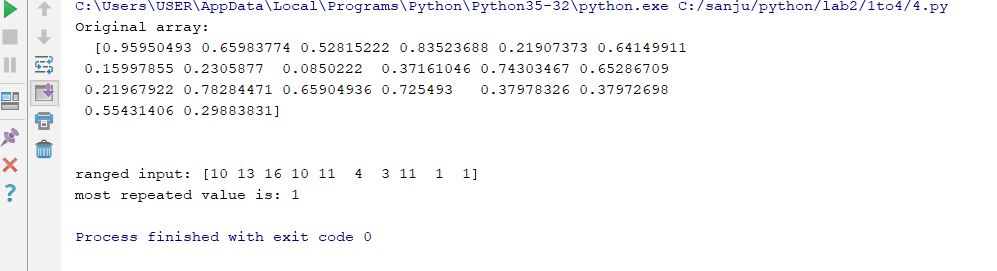 C:\Users\USER\AppData\Local\Programs\Python\Python35-32\python.exe C:/sanju/python/lab2/1to4/4.py
Original array:
[0.95950493 0.65983774 0.52815222 0.83523688 0.21907373 0.64149911
0.15997855 0.2305877  0.0850222  0.37161046 0.74303467 0.65286709
0.21967922 0.78284471 0.65904936 0.725493   0.37978326 0.37972698
0.55431406 0.29883831]
ranged input: [10 13 16 10 11  4  3 11  1  1]
most repeated value is: 1
Process finished with exit code 0